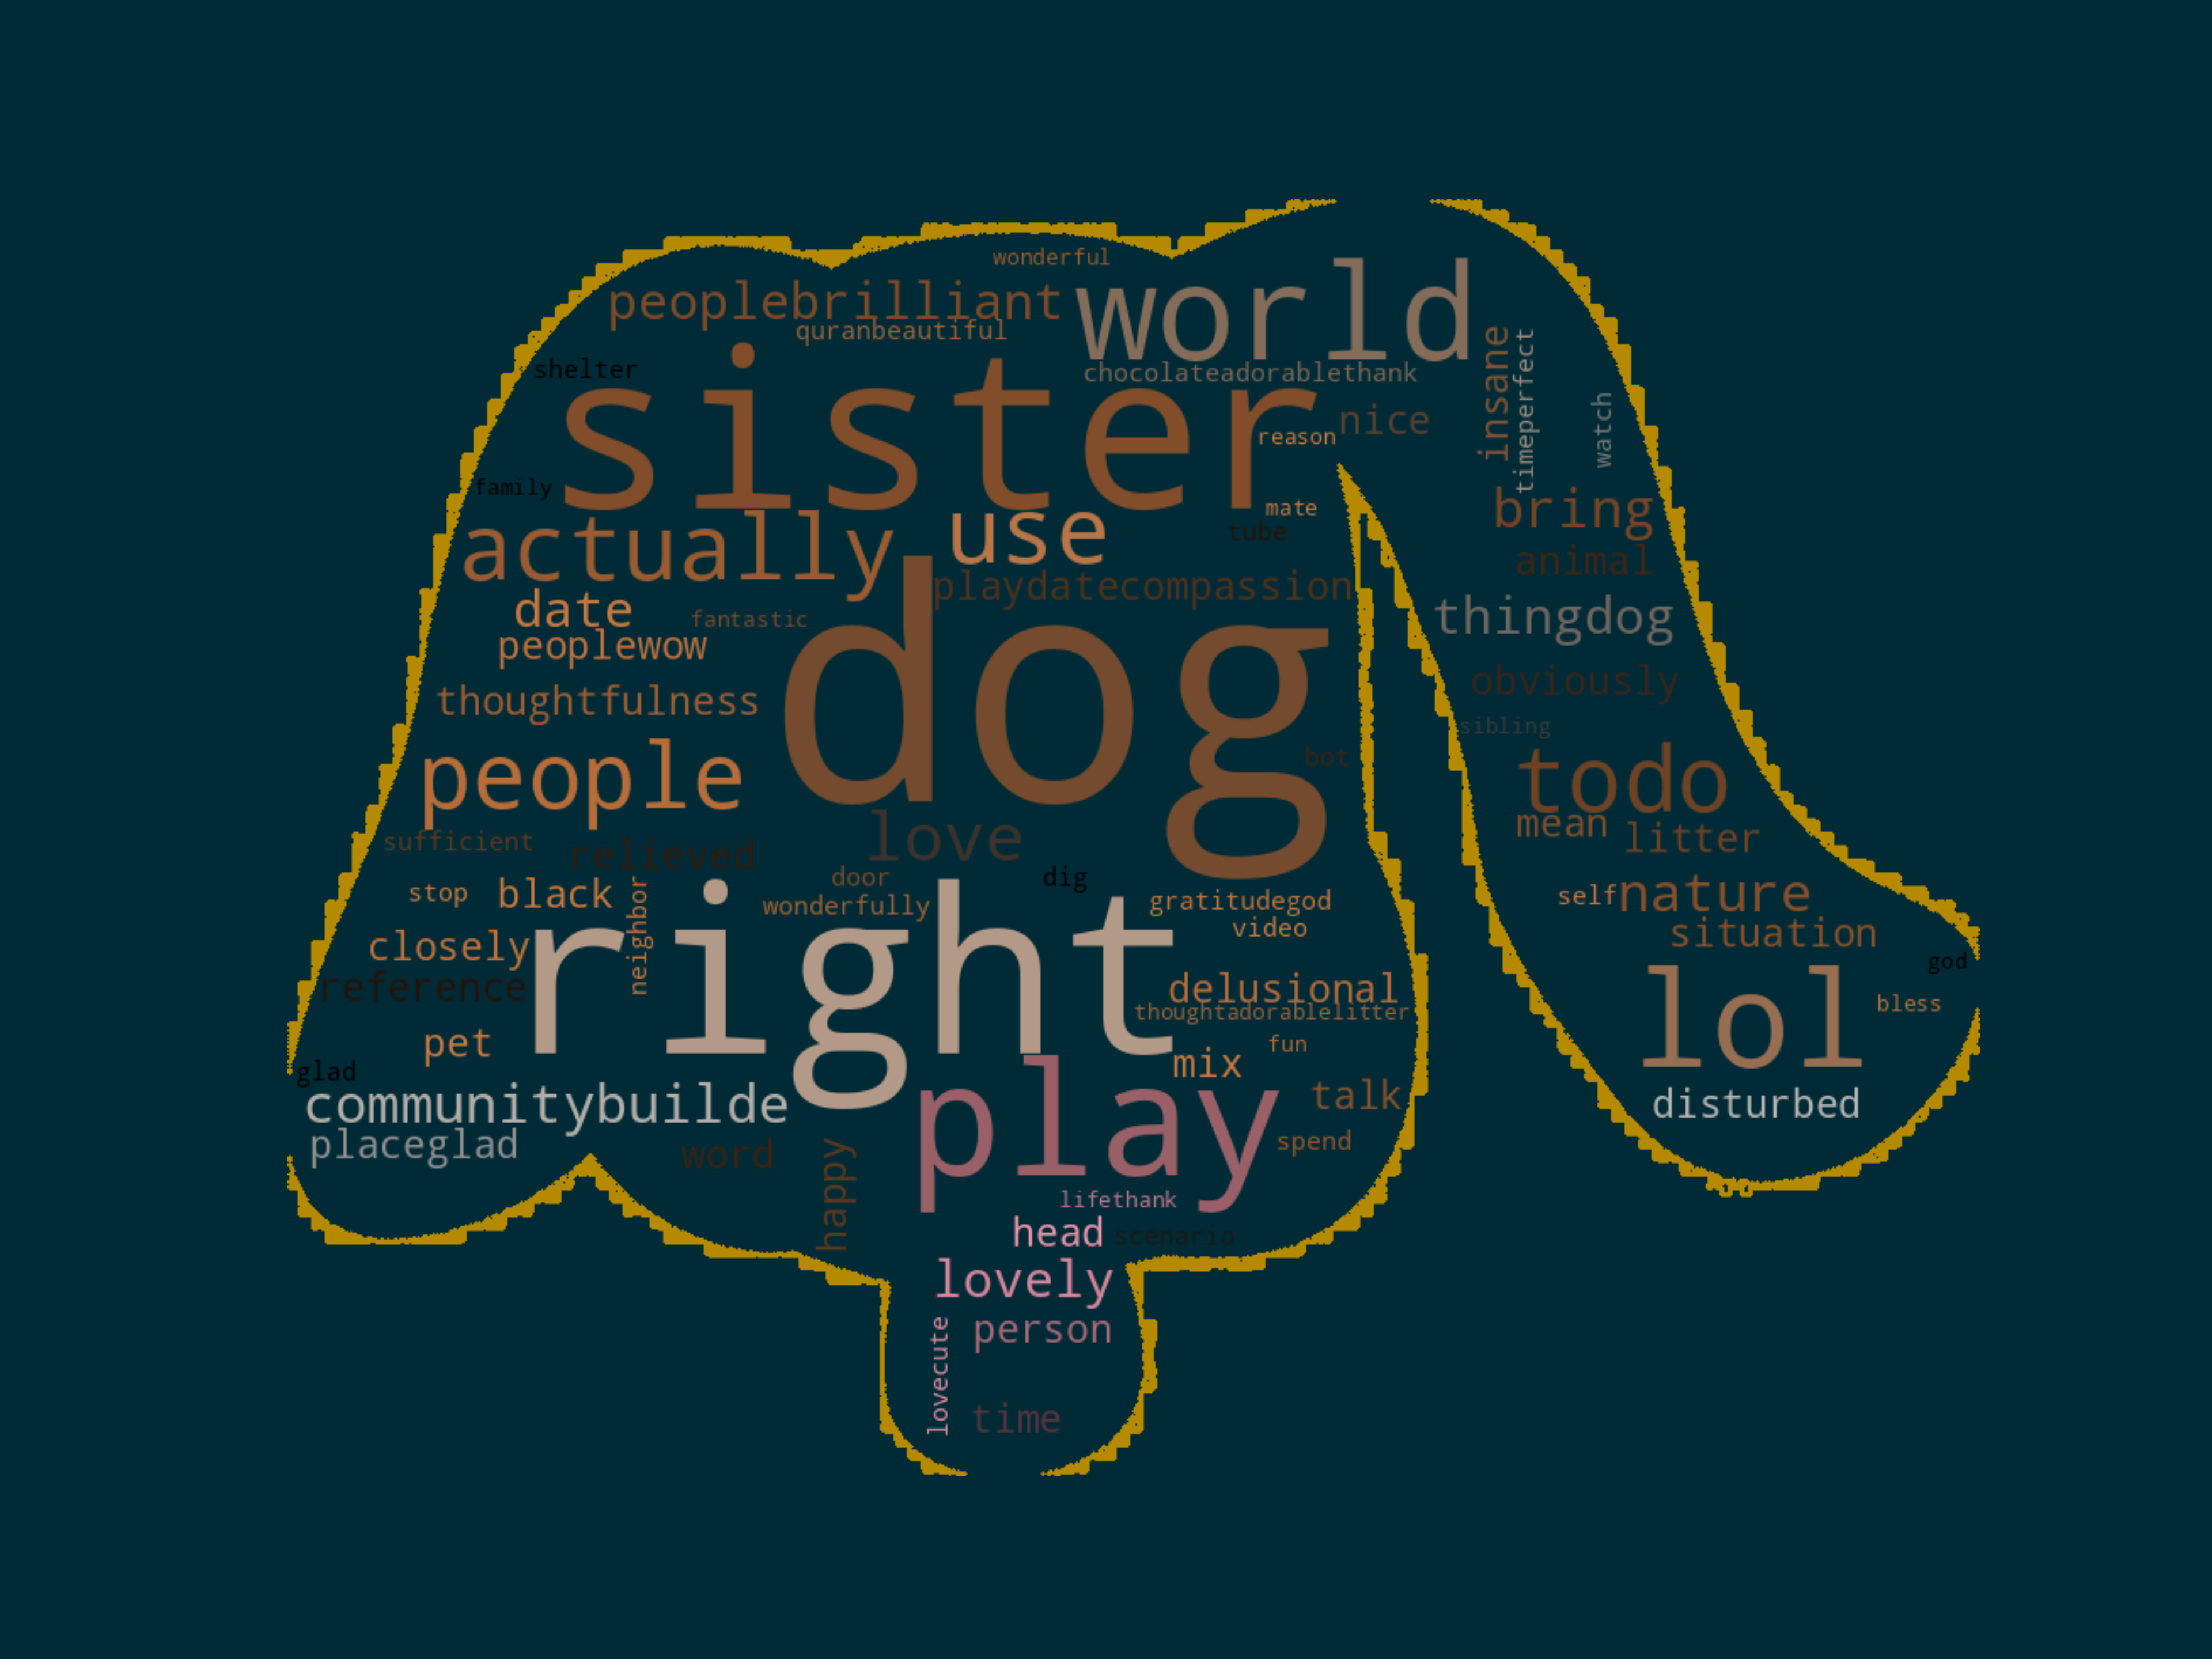 wonderful
peoplebrilliant
world
quranbeautiful
shelter
chocolateadorablethank
sister
insane
timeperfect
watch
nice
reason
family
mate
bring
actually
use
tube
animal
playdatecompassion
date
fantastic
thingdog
peoplewow
dog
thoughtfulness
obviously
sibling
people
bot
todo
mean
litter
sufficient
relieved
love
stop
black
door
dig
self
nature
neighbor
wonderfully
gratitudegod
video
closely
situation
right
god
reference
delusional
thoughtadorablelitter
lol
bless
pet
fun
mix
glad
communitybuilde
play
talk
disturbed
placeglad
word
spend
happy
lifethank
head
scenario
lovely
person
lovecute
time